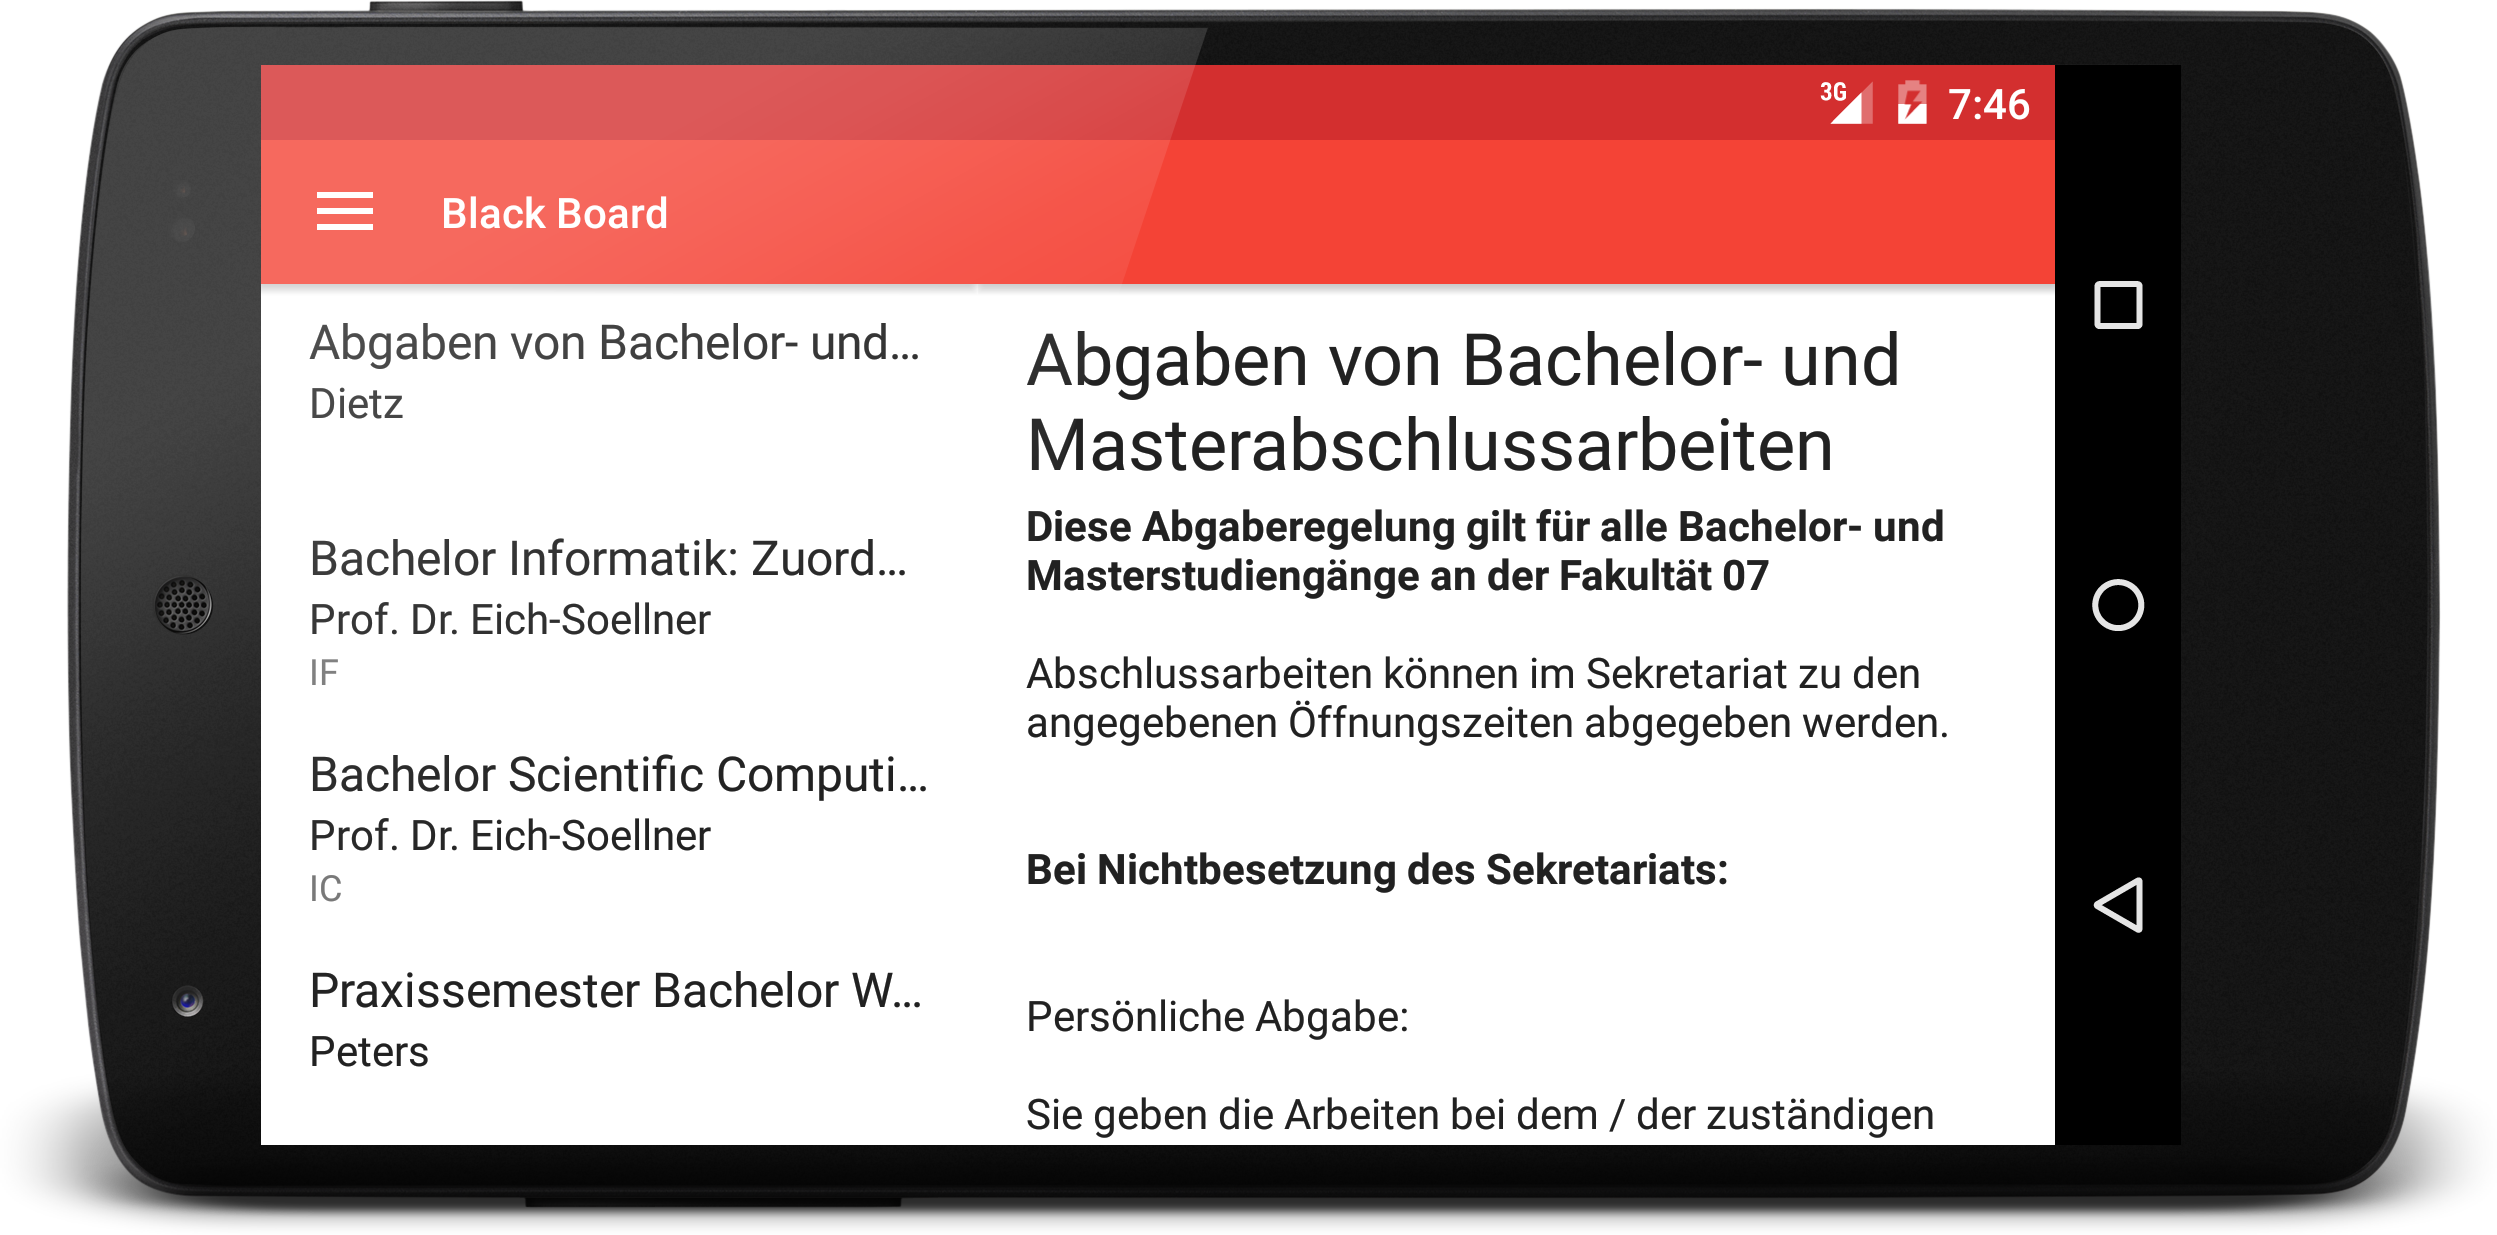 3G
7:46
Black Board
Abgaben von Bachelor- und...
Dietz
Bachelor Informatik: Zuord...
Prof. Dr. Eich-Soellner
IF
Bachelor Scientific Computi...
Prof. Dr. Eich-Soellner
IC
Praxissemester Bachelor W...
Peters
Abgaben von Bachelor- und
Masterabschlussarbeiten
Diese Abgaberegelung gilt für alle Bachelor- und
Masterstudiengänge an der Fakultät 07
Abschlussarbeiten können im Sekretariat zu den
angegebenen Öffnungszeiten abgegeben werden.
Bei Nichtbesetzung des Sekretariats:
Persönliche Abgabe:
Sie geben die Arbeiten bei dem / der zuständigen